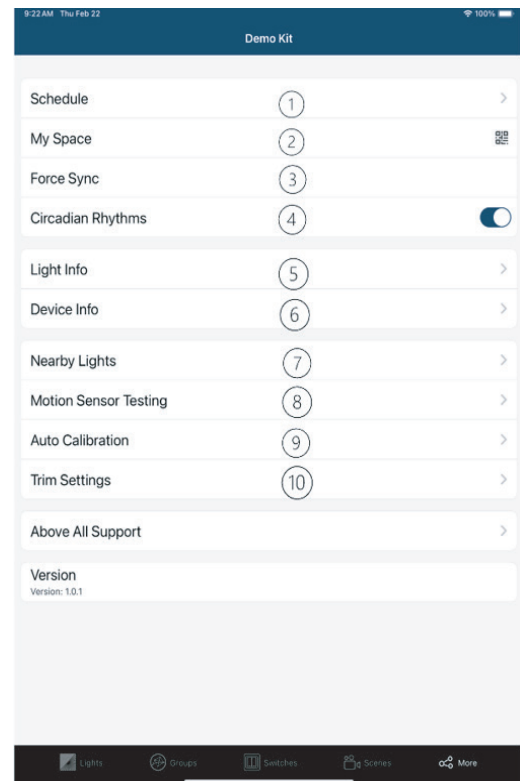 9:22 AM Thu Feb 22 100%
Demo Kit
Schedule 1
My Space 2
Force Sync 3
Circadian Rhythms 4
Light Info 5
Device Info 6
Nearby Lights 7
Motion Sensor Testing 8
Auto Calibration 9
Trim Settings 10
Above All Support
Version
Version: 1.0.1
Lights Groups Switches Scenes More